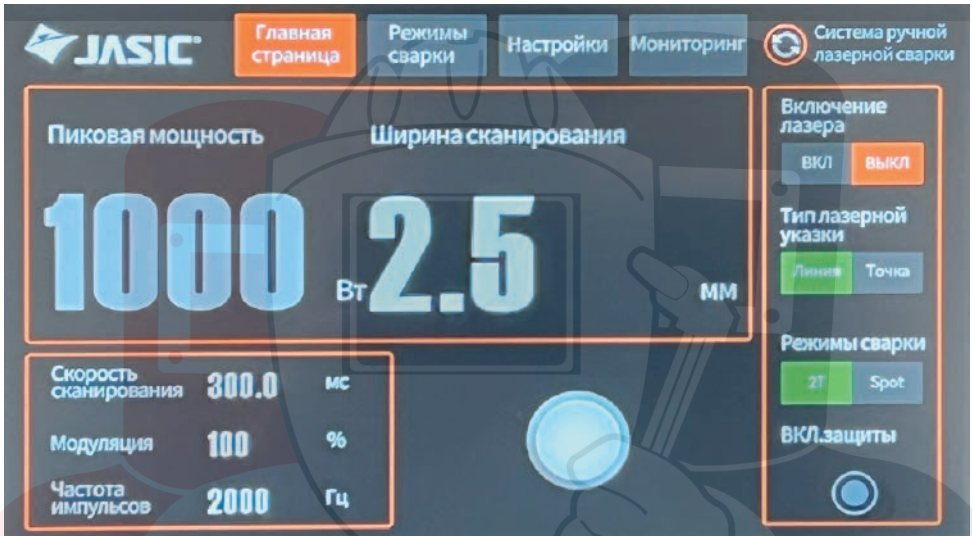 JASIC
Главная
страница
Режимы
сварки
Настройки
Мониторинг
Система ручной
лазерной сварки
Пиковая мощность
1000 Вт
Ширина сканирования
2.5 мм
Скорость
сканирования 300.0 мс
Модуляция 100 %
Частота
импульсов 2000 Гц
Включение
лазера
ВКЛ ВЫКЛ
Тип лазерной
указки
Линия Точка
Режимы сварки
2T Spot
ВКЛ.защиты